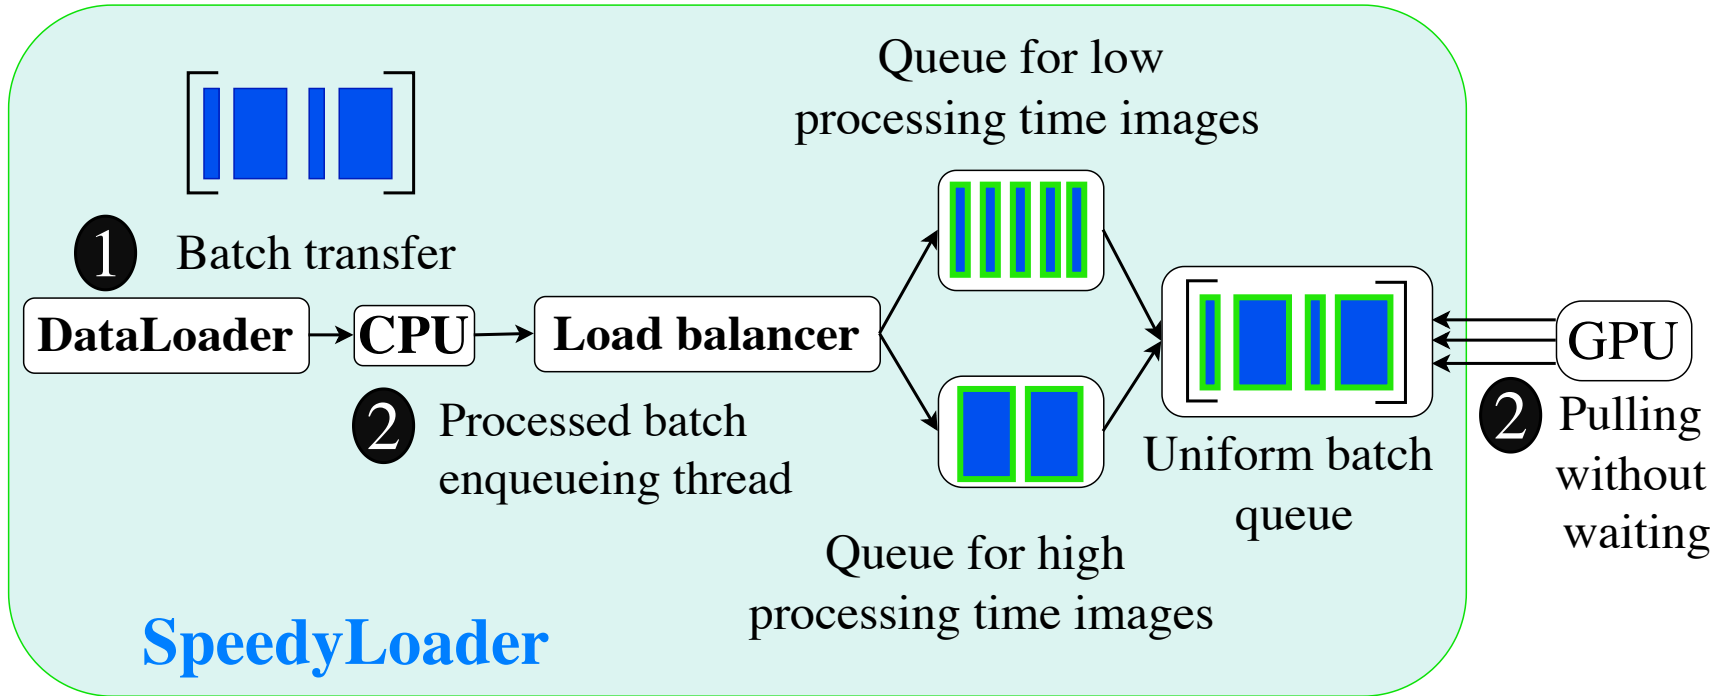 Queue for low
processing time images
1
Batch transfer
DataLoader
CPU
Load balancer
GPU
2
Processed batch
enqueueing thread
Uniform batch
queue
2
Pulling
without
waiting
Queue for high
processing time images
SpeedyLoader